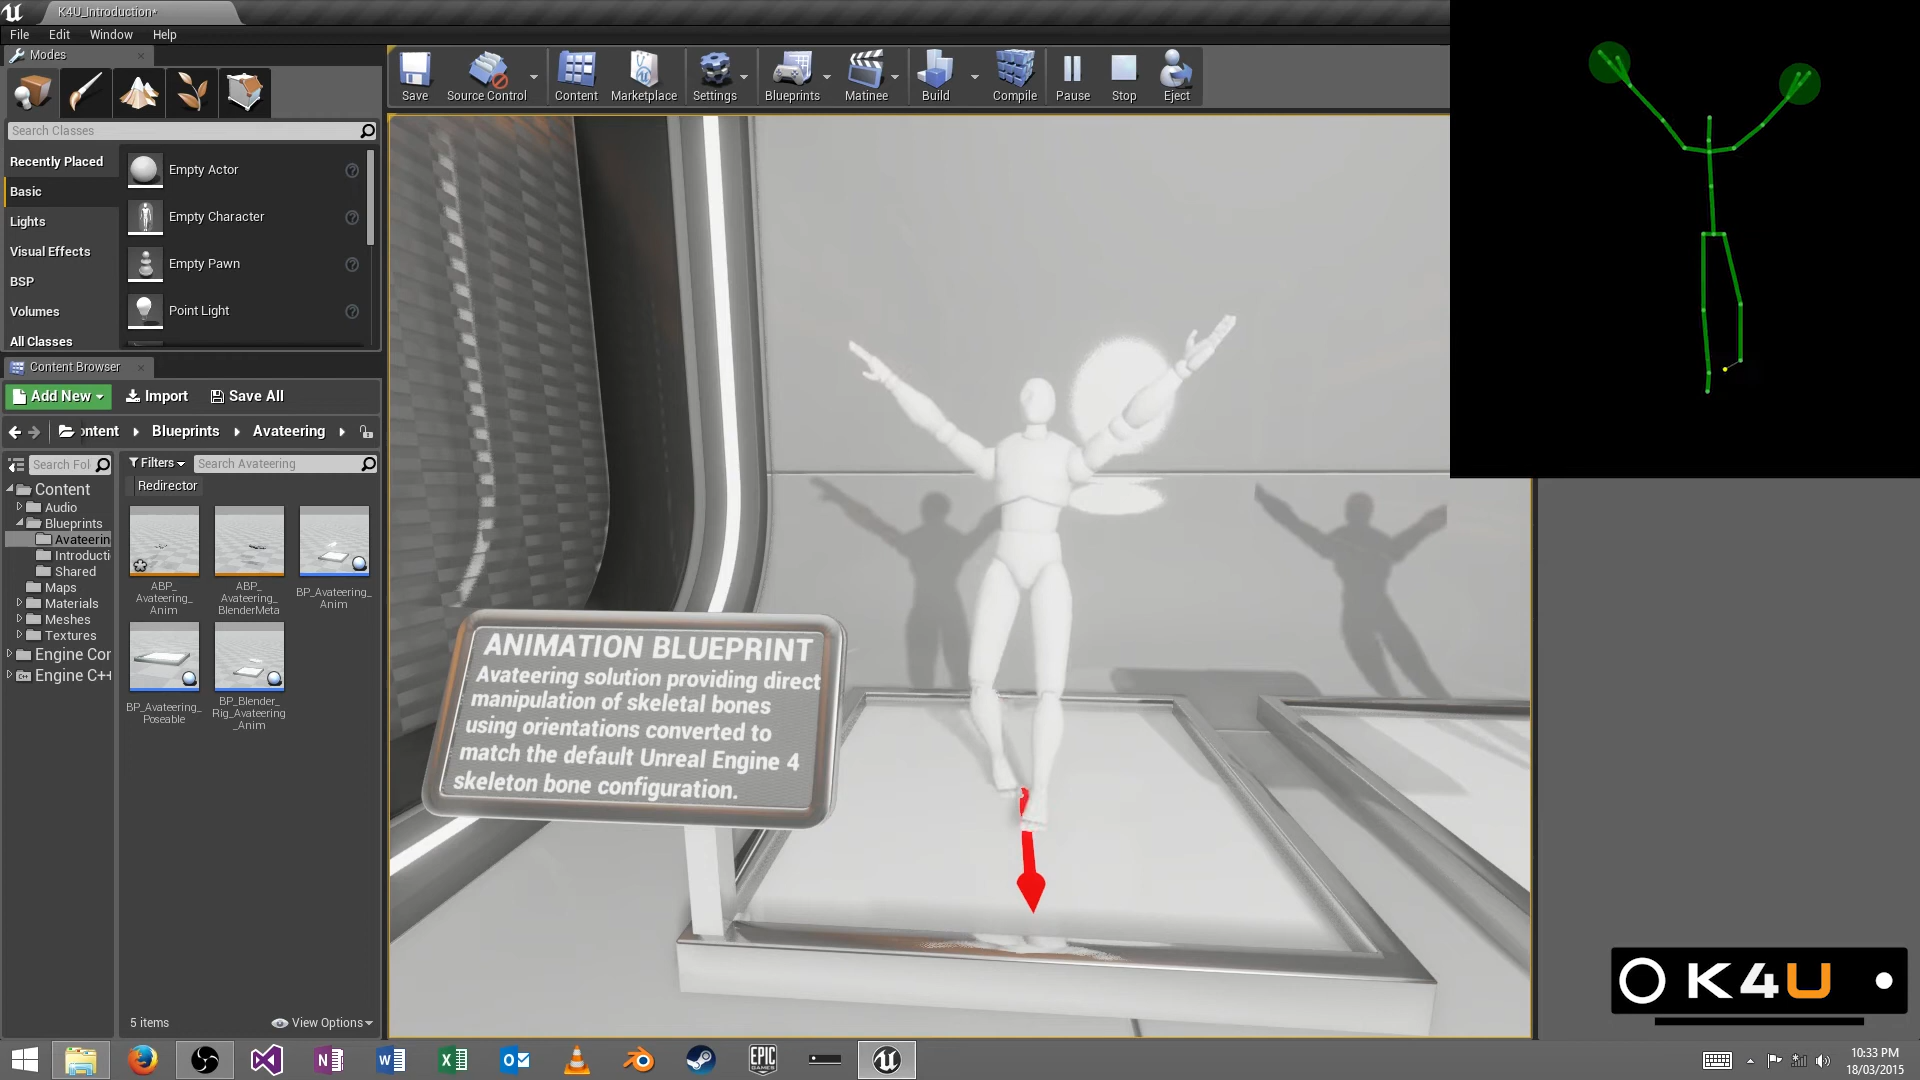 K4U_Introduction*
File Edit Window Help
Modes
Search Classes
Recently Placed
Basic
Lights
Visual Effects
BSP
Volumes
All Classes
Empty Actor
Empty Character
Empty Pawn
Point Light
Save
Source Control
Content
Marketplace
Settings
Blueprints
Matinee
Build
Compile
Pause
Stop
Eject
Content Browser
Add New
Import
Save All
ontent
Blueprints
Avateering
Search Fol
Filters
Search Avateering
Redirector
Content
Audio
Blueprints
Avateerin
Introducti
Shared
Maps
Materials
Meshes
Textures
Engine Cor
Engine C++
ABP_
Avateering_
Anim
ABP_
Avateering_
BlenderMeta
BP_Avateering_
Anim
BP_Avateering_
Poseable
BP_Blender_
Rig_Avateering
_Anim
5 items
View Options
ANIMATION BLUEPRINT
Avateering solution providing direct
manipulation of skeletal bones
using orientations converted to
match the default Unreal Engine 4
skeleton bone configuration.
K4U
EPIC
GAMES
10:33 PM
18/03/2015